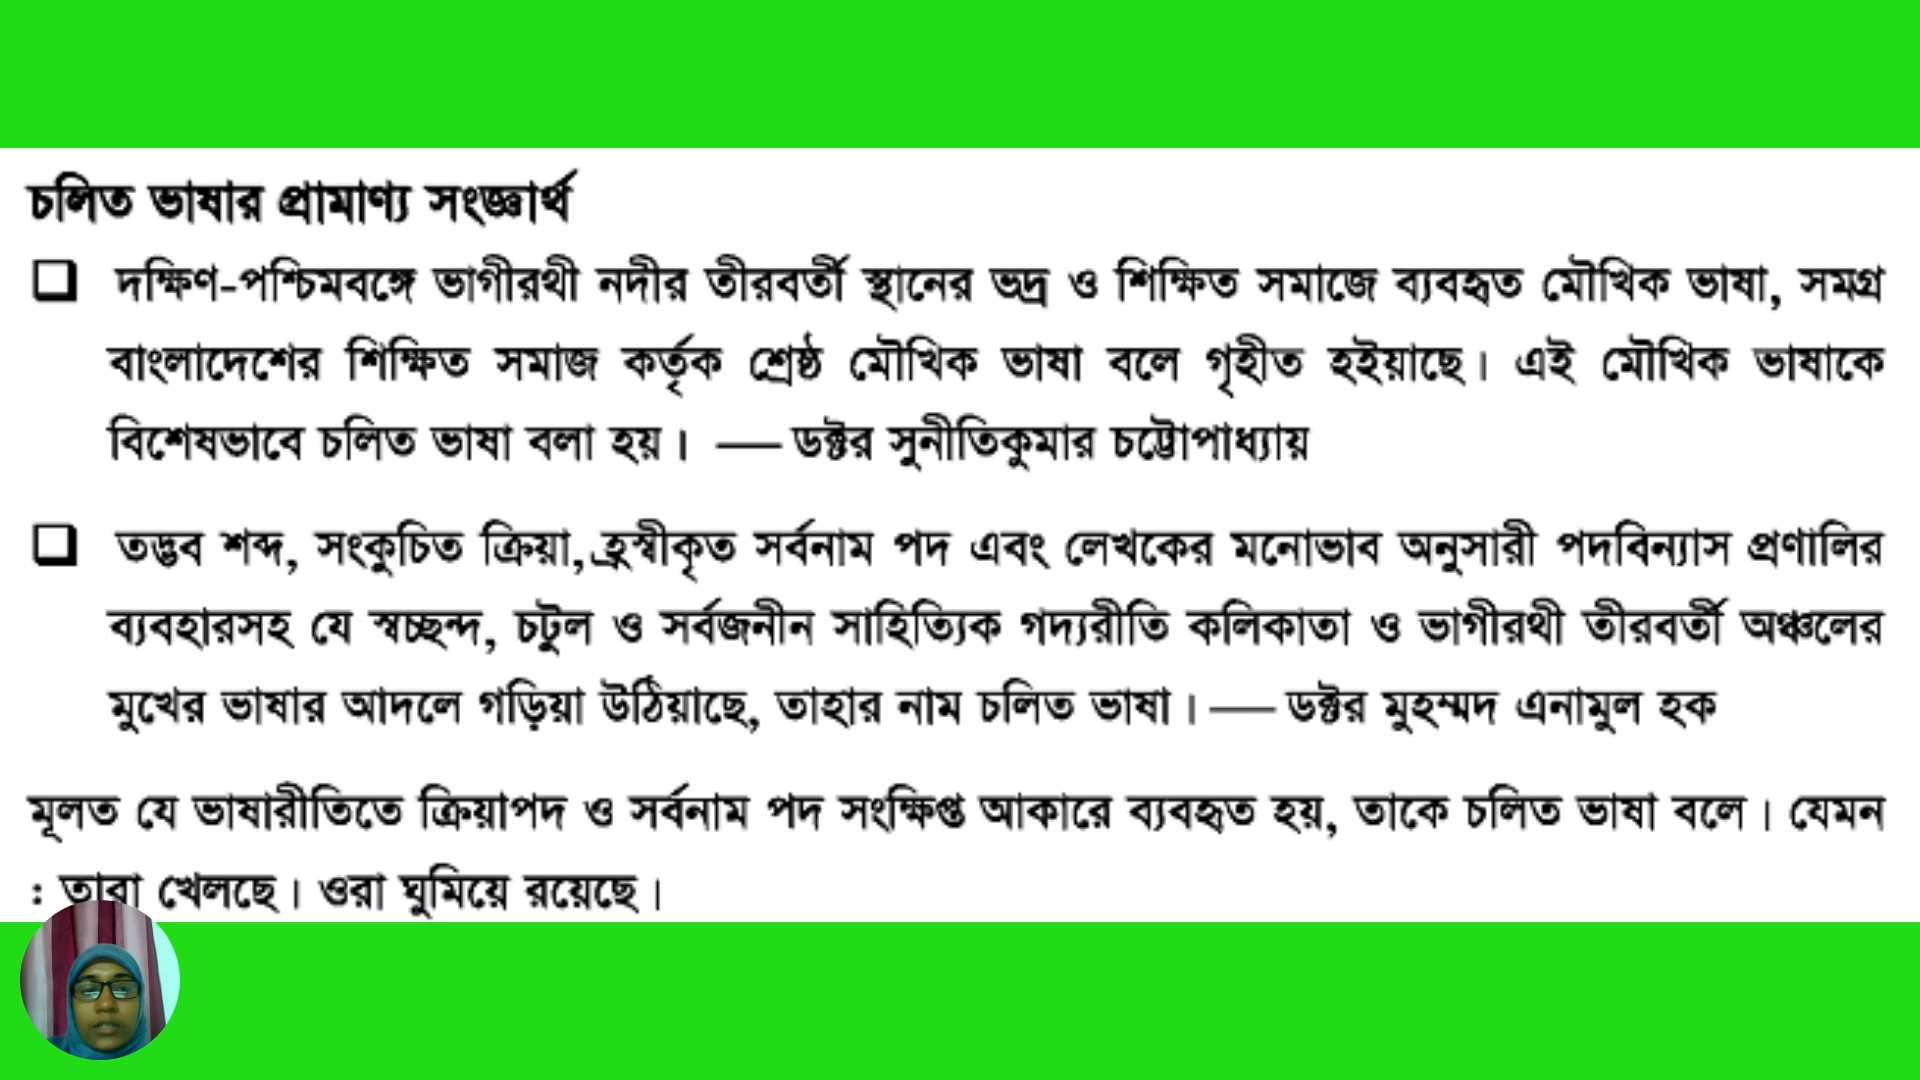 চলিত ভাষার প্রামাণ্য সংজ্ঞার্থ
❑ দক্ষিণ-পশ্চিমবঙ্গে ভাগীরথী নদীর তীরবর্তী স্থানের ভদ্র ও শিক্ষিত সমাজে ব্যবহৃত মৌখিক ভাষা, সমগ্র
বাংলাদেশের শিক্ষিত সমাজ কর্তৃক শ্রেষ্ঠ মৌখিক ভাষা বলে গৃহীত হইয়াছে। এই মৌখিক ভাষাকে
বিশেষভাবে চলিত ভাষা বলা হয়। — ডক্টর সুনীতিকুমার চট্টোপাধ্যায়
❑ তদ্ভব শব্দ, সংকুচিত ক্রিয়া, হ্রস্বীকৃত সর্বনাম পদ এবং লেখকের মনোভাব অনুসারী পদবিন্যাস প্রণালির
ব্যবহারসহ যে স্বচ্ছন্দ, চটুল ও সর্বজনীন সাহিত্যিক গদ্যরীতি কলিকাতা ও ভাগীরথী তীরবর্তী অঞ্চলের
মুখের ভাষার আদলে গড়িয়া উঠিয়াছে, তাহার নাম চলিত ভাষা। — ডক্টর মুহম্মদ এনামুল হক
মূলত যে ভাষারীতিতে ক্রিয়াপদ ও সর্বনাম পদ সংক্ষিপ্ত আকারে ব্যবহৃত হয়, তাকে চলিত ভাষা বলে। যেমন
: তারা খেলছে। ওরা ঘুমিয়ে রয়েছে।